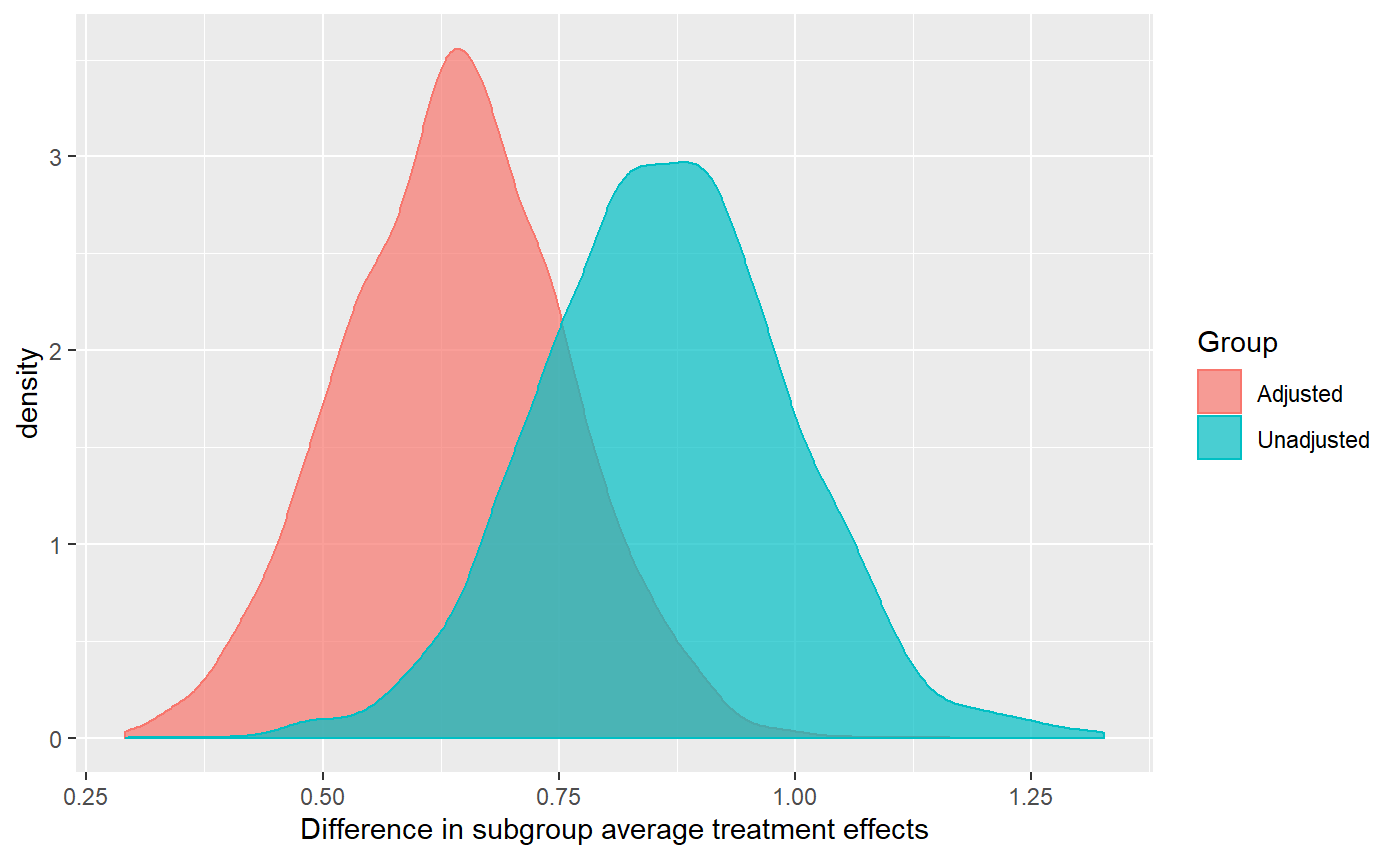 density
3
2
1
0
0.25 0.50 0.75 1.00 1.25
Difference in subgroup average treatment effects
Group
Adjusted
Unadjusted